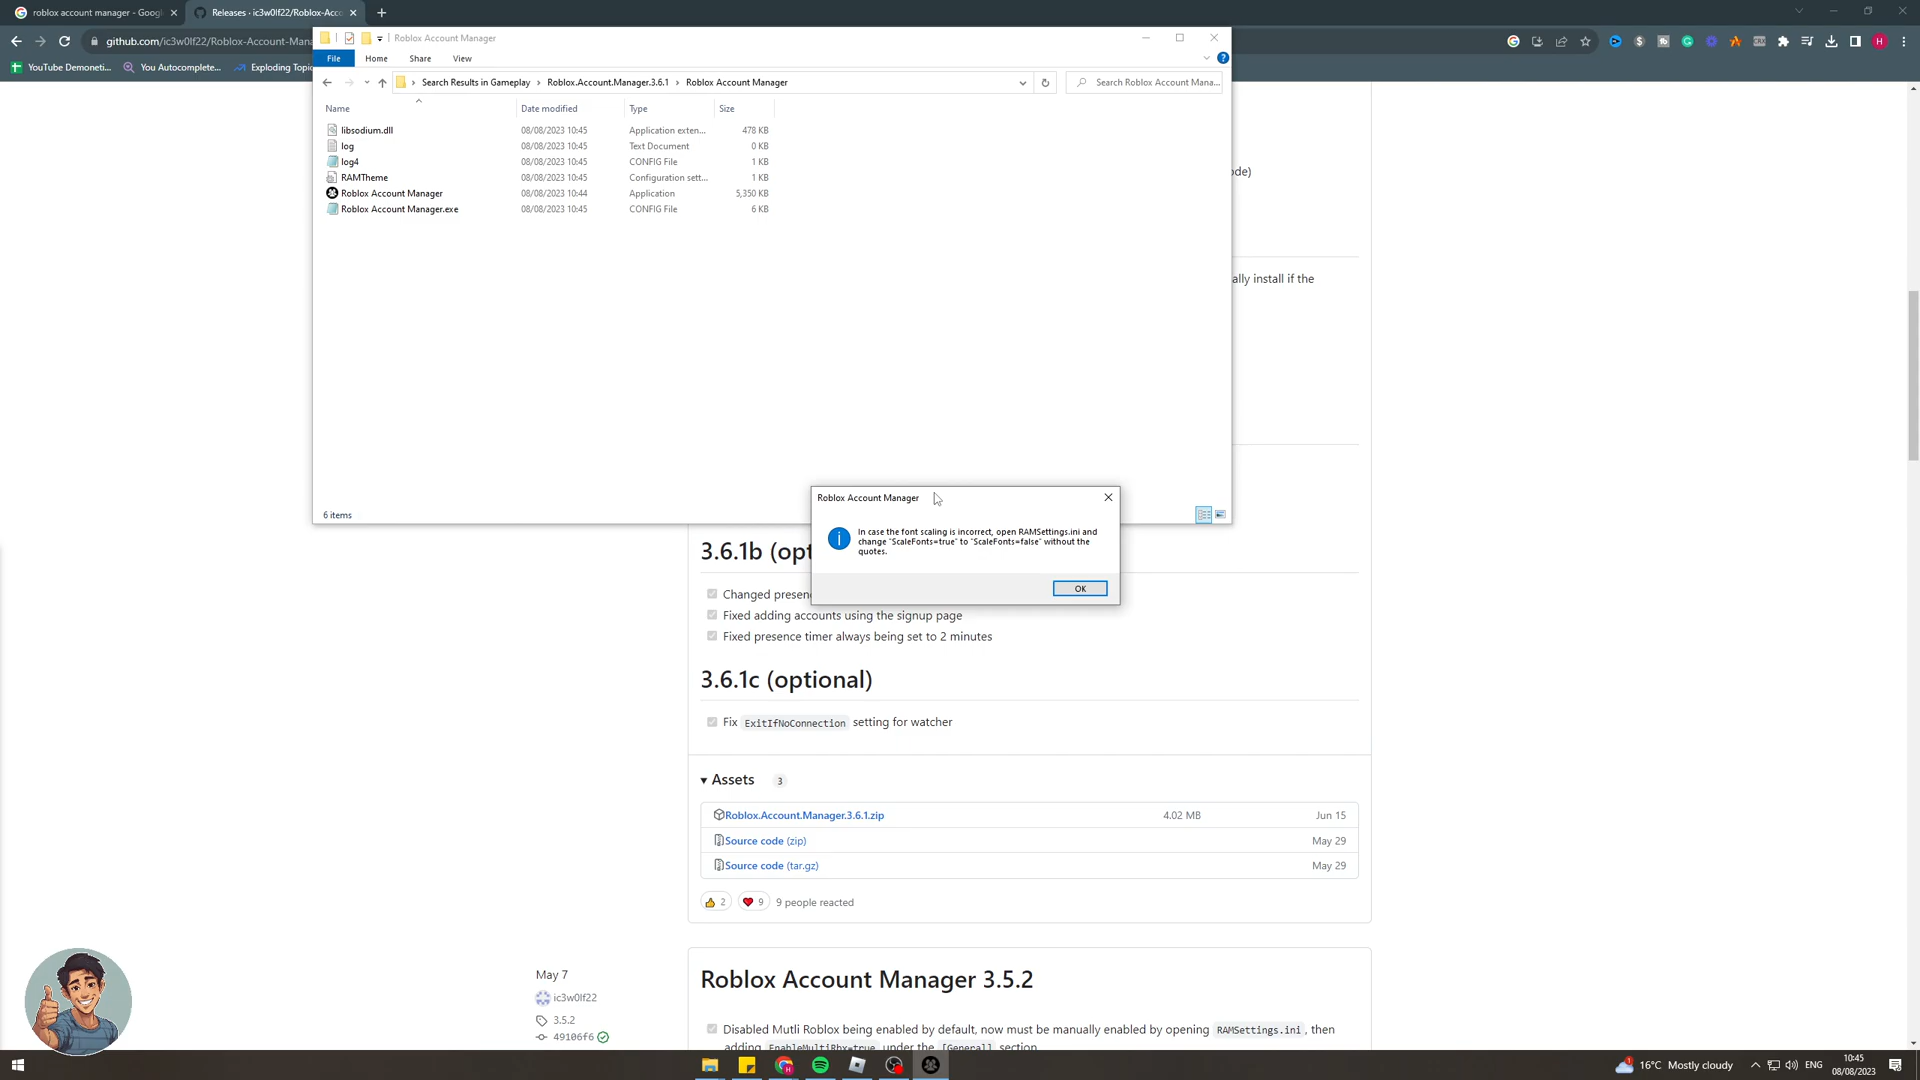 roblox account manager - Goog
Releases · ic3w0lf22/Roblox-Acco
github.com/ic3w0lf22/Roblox-Account-Man
YouTube Demoneti...
You Autocomplete...
Exploding Topi
Roblox Account Manager
File
Home
Share
View
Search Results in Gameplay › Roblox.Account.Manager.3.6.1 › Roblox Account Manager
Search Roblox Account Mana...
Name Date modified Type Size
libsodium.dll 08/08/2023 10:45 Application exten... 478 KB
log 08/08/2023 10:45 Text Document 0 KB
log4 08/08/2023 10:45 CONFIG File 1 KB
RAMTheme 08/08/2023 10:45 Configuration sett... 1 KB
Roblox Account Manager 08/08/2023 10:44 Application 5,350 KB
Roblox Account Manager.exe 08/08/2023 10:45 CONFIG File 6 KB
6 items
ode)
ally install if the
Roblox Account Manager
In case the font scaling is incorrect, open RAMSettings.ini and
change "ScaleFonts=true" to "ScaleFonts=false" without the
quotes.
OK
3.6.1b (opt
Changed presenc
Fixed adding accounts using the signup page
Fixed presence timer always being set to 2 minutes
3.6.1c (optional)
Fix ExitIfNoConnection setting for watcher
Assets 3
Roblox.Account.Manager.3.6.1.zip 4.02 MB Jun 15
Source code (zip) May 29
Source code (tar.gz) May 29
2 9 9 people reacted
May 7
ic3w0lf22
3.5.2
49106f6
Roblox Account Manager 3.5.2
Disabled Mutli Roblox being enabled by default, now must be manually enabled by opening RAMSettings.ini, then
adding EnableMultiRbx=true under the [General] section
16°C Mostly cloudy
ENG
10:45
08/08/2023